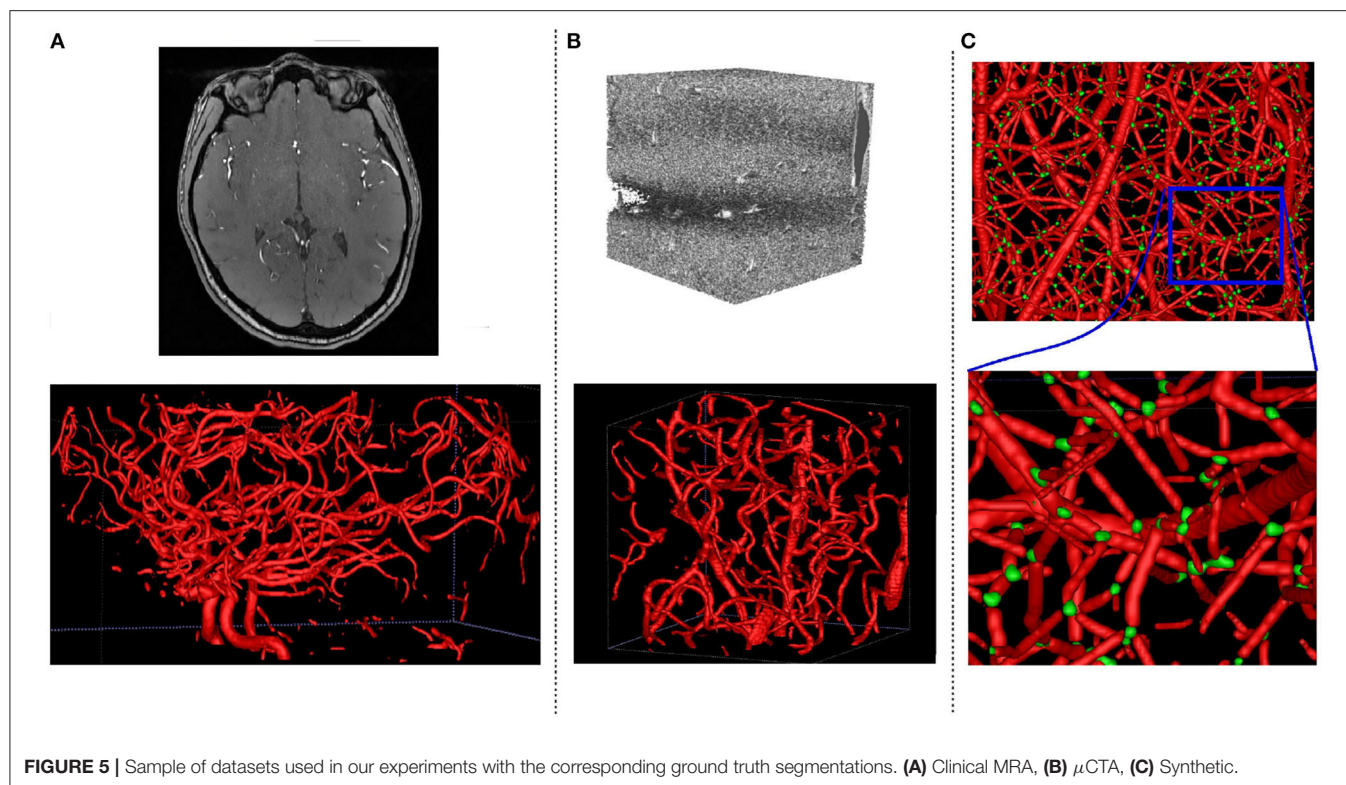 A
B
C
FIGURE 5 | Sample of datasets used in our experiments with the corresponding ground truth segmentations. (A) Clinical MRA, (B) μCTA, (C) Synthetic.